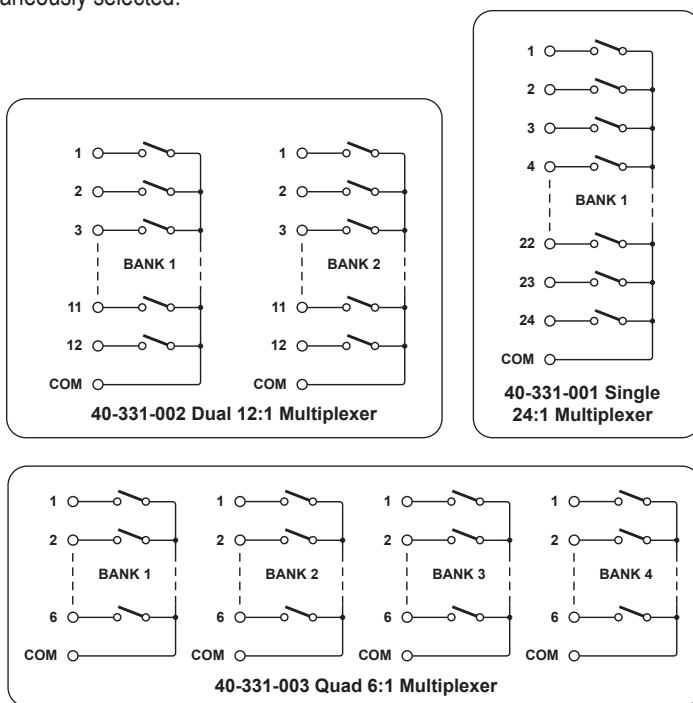 aneously selected.
1 1
2 2
3 3
BANK 1 BANK 2
11 11
12 12
COM COM
40-331-002 Dual 12:1 Multiplexer
1
2
3
4
BANK 1
22
23
24
COM
40-331-001 Single
24:1 Multiplexer
1 1 1 1
2 2 2 2
BANK 1 BANK 2 BANK 3 BANK 4
6 6 6 6
COM COM COM COM
40-331-003 Quad 6:1 Multiplexer